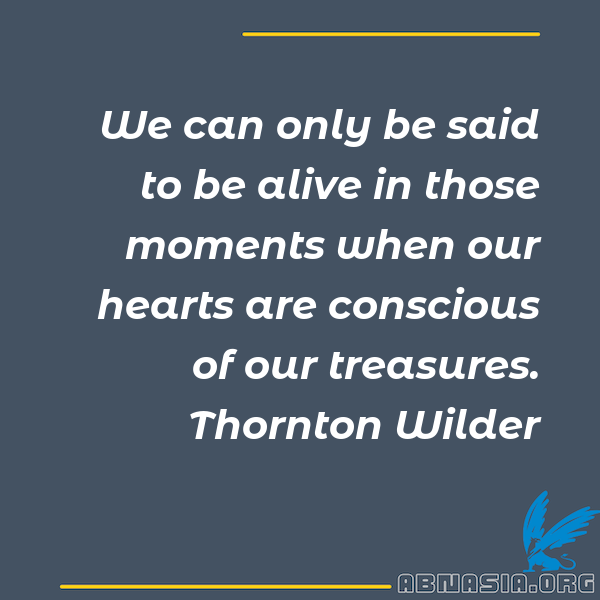 We can only be said
to be alive in those
moments when our
hearts are conscious
of our treasures.
Thornton Wilder
ABNASIA.ORG